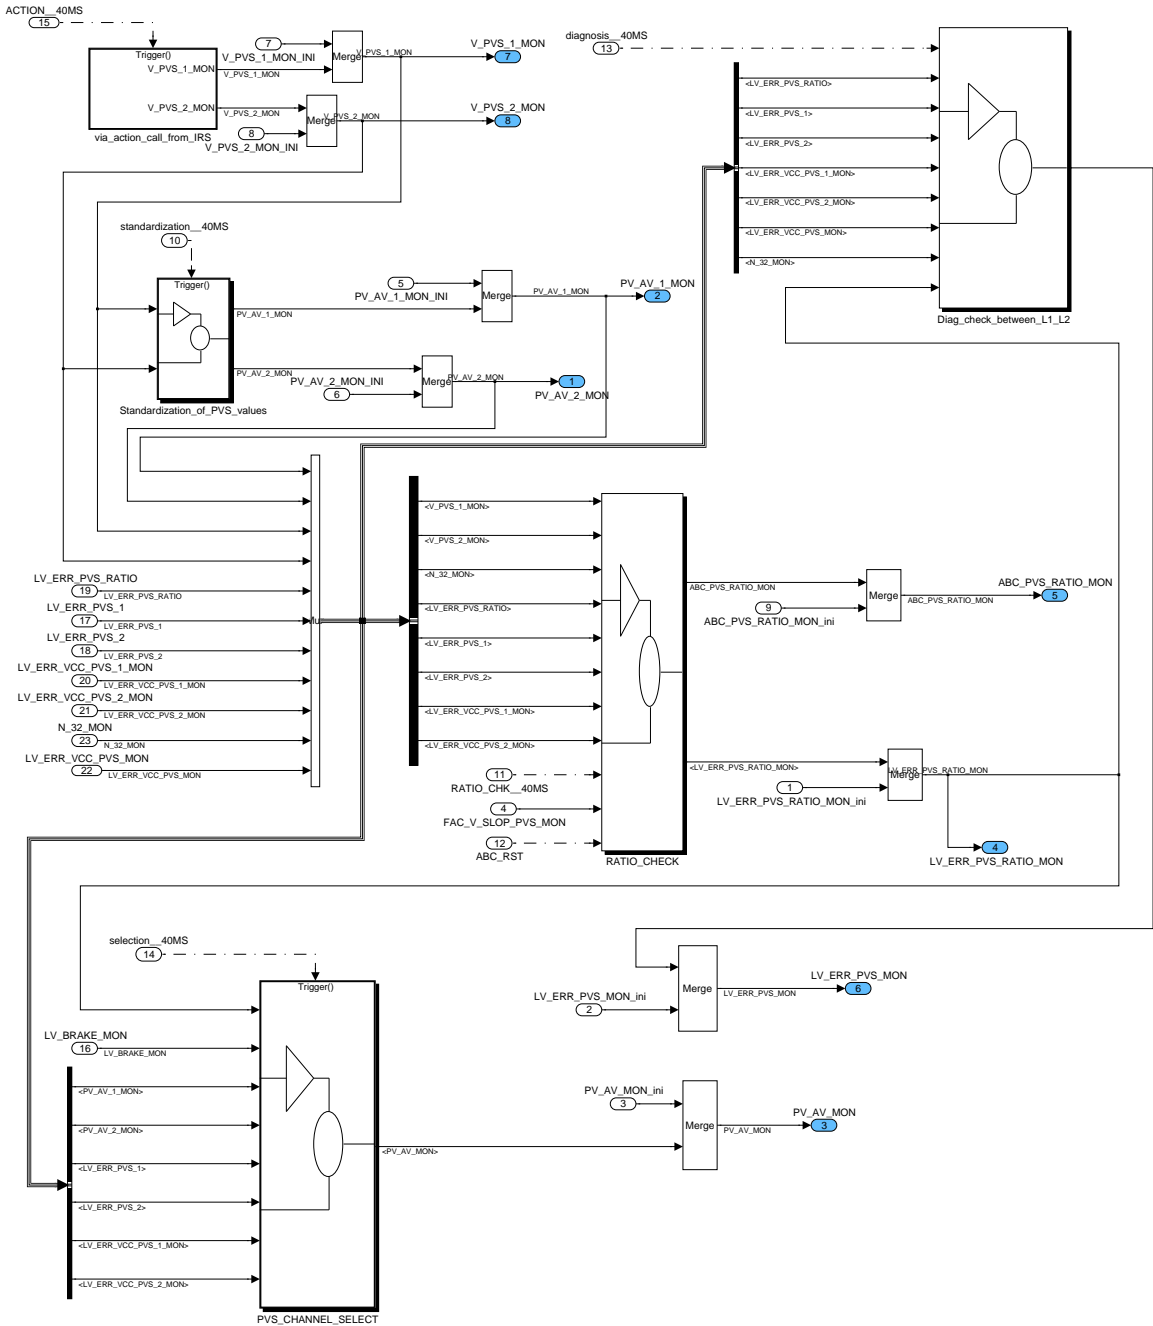 ACTION__40MS
15
Trigger()
V_PVS_1_MON
V_PVS_2_MON
via_action_call_from_IRS
V_PVS_1_MON
V_PVS_2_MON
7
V_PVS_1_MON_INI
Merge
V_PVS_1_MON
V_PVS_1_MON
7
8
V_PVS_2_MON_INI
Merge
V_PVS_2_MON
V_PVS_2_MON
8
diagnosis__40MS
13
<LV_ERR_PVS_RATIO>
<LV_ERR_PVS_1>
<LV_ERR_PVS_2>
<LV_ERR_VCC_PVS_1_MON>
<LV_ERR_VCC_PVS_2_MON>
<LV_ERR_VCC_PVS_MON>
<N_32_MON>
Diag_check_between_L1_L2
standardization__40MS
10
Trigger()
Standardization_of_PVS_values
PV_AV_1_MON
PV_AV_2_MON
5
PV_AV_1_MON_INI
Merge
PV_AV_1_MON
PV_AV_1_MON
2
PV_AV_2_MON_INI
6
Merge
PV_AV_2_MON
1
PV_AV_2_MON
LV_ERR_PVS_RATIO
19
LV_ERR_PVS_RATIO
LV_ERR_PVS_1
17
LV_ERR_PVS_1
LV_ERR_PVS_2
18
LV_ERR_PVS_2
LV_ERR_VCC_PVS_1_MON
20
LV_ERR_VCC_PVS_1_MON
LV_ERR_VCC_PVS_2_MON
21
LV_ERR_VCC_PVS_2_MON
N_32_MON
23
N_32_MON
LV_ERR_VCC_PVS_MON
22
LV_ERR_VCC_PVS_MON
<V_PVS_1_MON>
<V_PVS_2_MON>
<N_32_MON>
<LV_ERR_PVS_RATIO>
<LV_ERR_PVS_1>
<LV_ERR_PVS_2>
<LV_ERR_VCC_PVS_1_MON>
<LV_ERR_VCC_PVS_2_MON>
11
RATIO_CHK__40MS
4
FAC_V_SLOP_PVS_MON
12
ABC_RST
RATIO_CHECK
ABC_PVS_RATIO_MON
9
ABC_PVS_RATIO_MON_ini
Merge
ABC_PVS_RATIO_MON
ABC_PVS_RATIO_MON
5
<LV_ERR_PVS_RATIO_MON>
1
LV_ERR_PVS_RATIO_MON_ini
Merge
LV_ERR_PVS_RATIO_MON
4
LV_ERR_PVS_RATIO_MON
selection__40MS
14
Trigger()
LV_BRAKE_MON
16
LV_BRAKE_MON
<PV_AV_1_MON>
<PV_AV_2_MON>
<LV_ERR_PVS_1>
<LV_ERR_PVS_2>
<LV_ERR_VCC_PVS_1_MON>
<LV_ERR_VCC_PVS_2_MON>
PVS_CHANNEL_SELECT
<PV_AV_MON>
LV_ERR_PVS_MON_ini
2
Merge
LV_ERR_PVS_MON
LV_ERR_PVS_MON
6
PV_AV_MON_ini
3
Merge
PV_AV_MON
PV_AV_MON
3